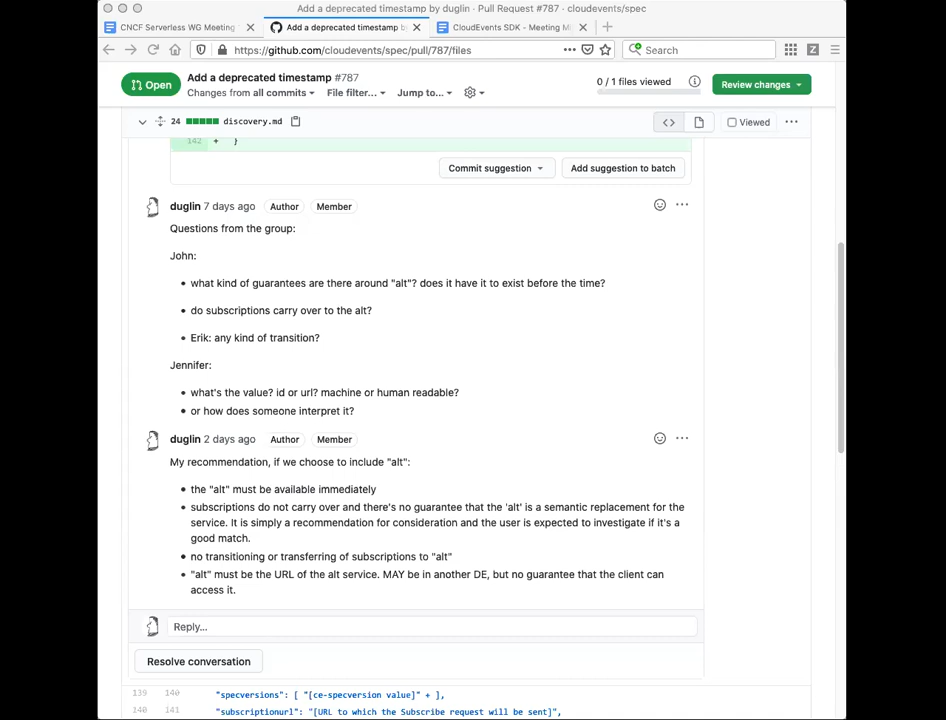 Add a deprecated timestamp by duglin · Pull Request #787 · cloudevents/spec
CNCF Serverless WG Meeting
Add a deprecated timestamp b
CloudEvents SDK - Meeting M
https://github.com/cloudevents/spec/pull/787/files
Search
Open
Add a deprecated timestamp #787
Changes from all commits
File filter...
Jump to...
0 / 1 files viewed
Review changes
24 discovery.md
Viewed
142 + }
Commit suggestion
Add suggestion to batch
duglin 7 days ago Author Member
Questions from the group:
John:
• what kind of guarantees are there around "alt"? does it have it to exist before the time?
• do subscriptions carry over to the alt?
• Erik: any kind of transition?
Jennifer:
• what's the value? id or url? machine or human readable?
• or how does someone interpret it?
duglin 2 days ago Author Member
My recommendation, if we choose to include "alt":
• the "alt" must be available immediately
• subscriptions do not carry over and there's no guarantee that the 'alt' is a semantic replacement for the
service. It is simply a recommendation for consideration and the user is expected to investigate if it's a
good match.
• no transitioning or transferring of subscriptions to "alt"
• "alt" must be the URL of the alt service. MAY be in another DE, but no guarantee that the client can
access it.
Reply...
Resolve conversation
139 140 "specversions": [ "[ce-specversion value]" + ],
140 141 "subscriptionurl": "[URL to which the Subscribe request will be sent]",